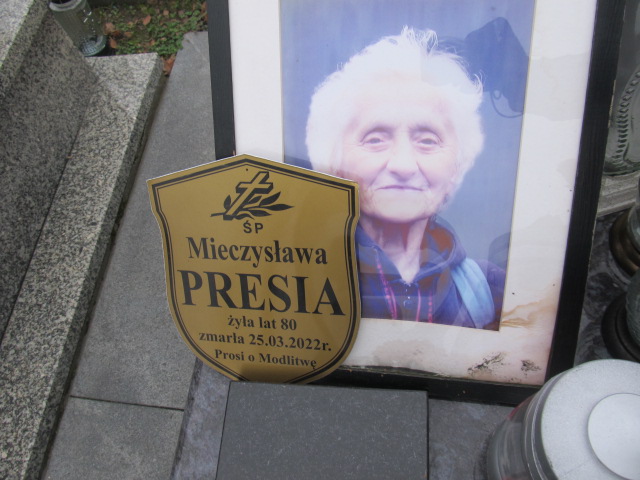 ŚP
Mieczysława
PRESIA
żyła lat 80
zmarła 25.03.2022r.
Prosi o Modlitwę